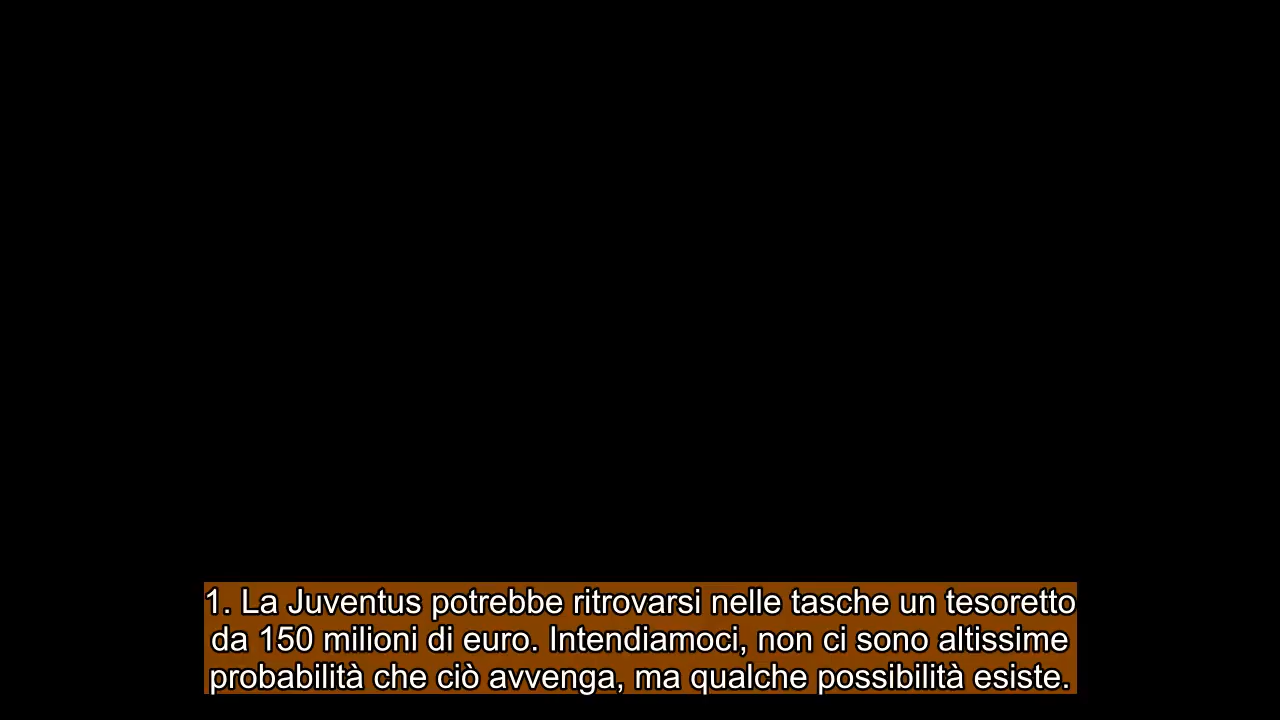 1. La Juventus potrebbe ritrovarsi nelle tasche un tesoretto
da 150 milioni di euro. Intendiamoci, non ci sono altissime
probabilità che ciò avvenga, ma qualche possibilità esiste.